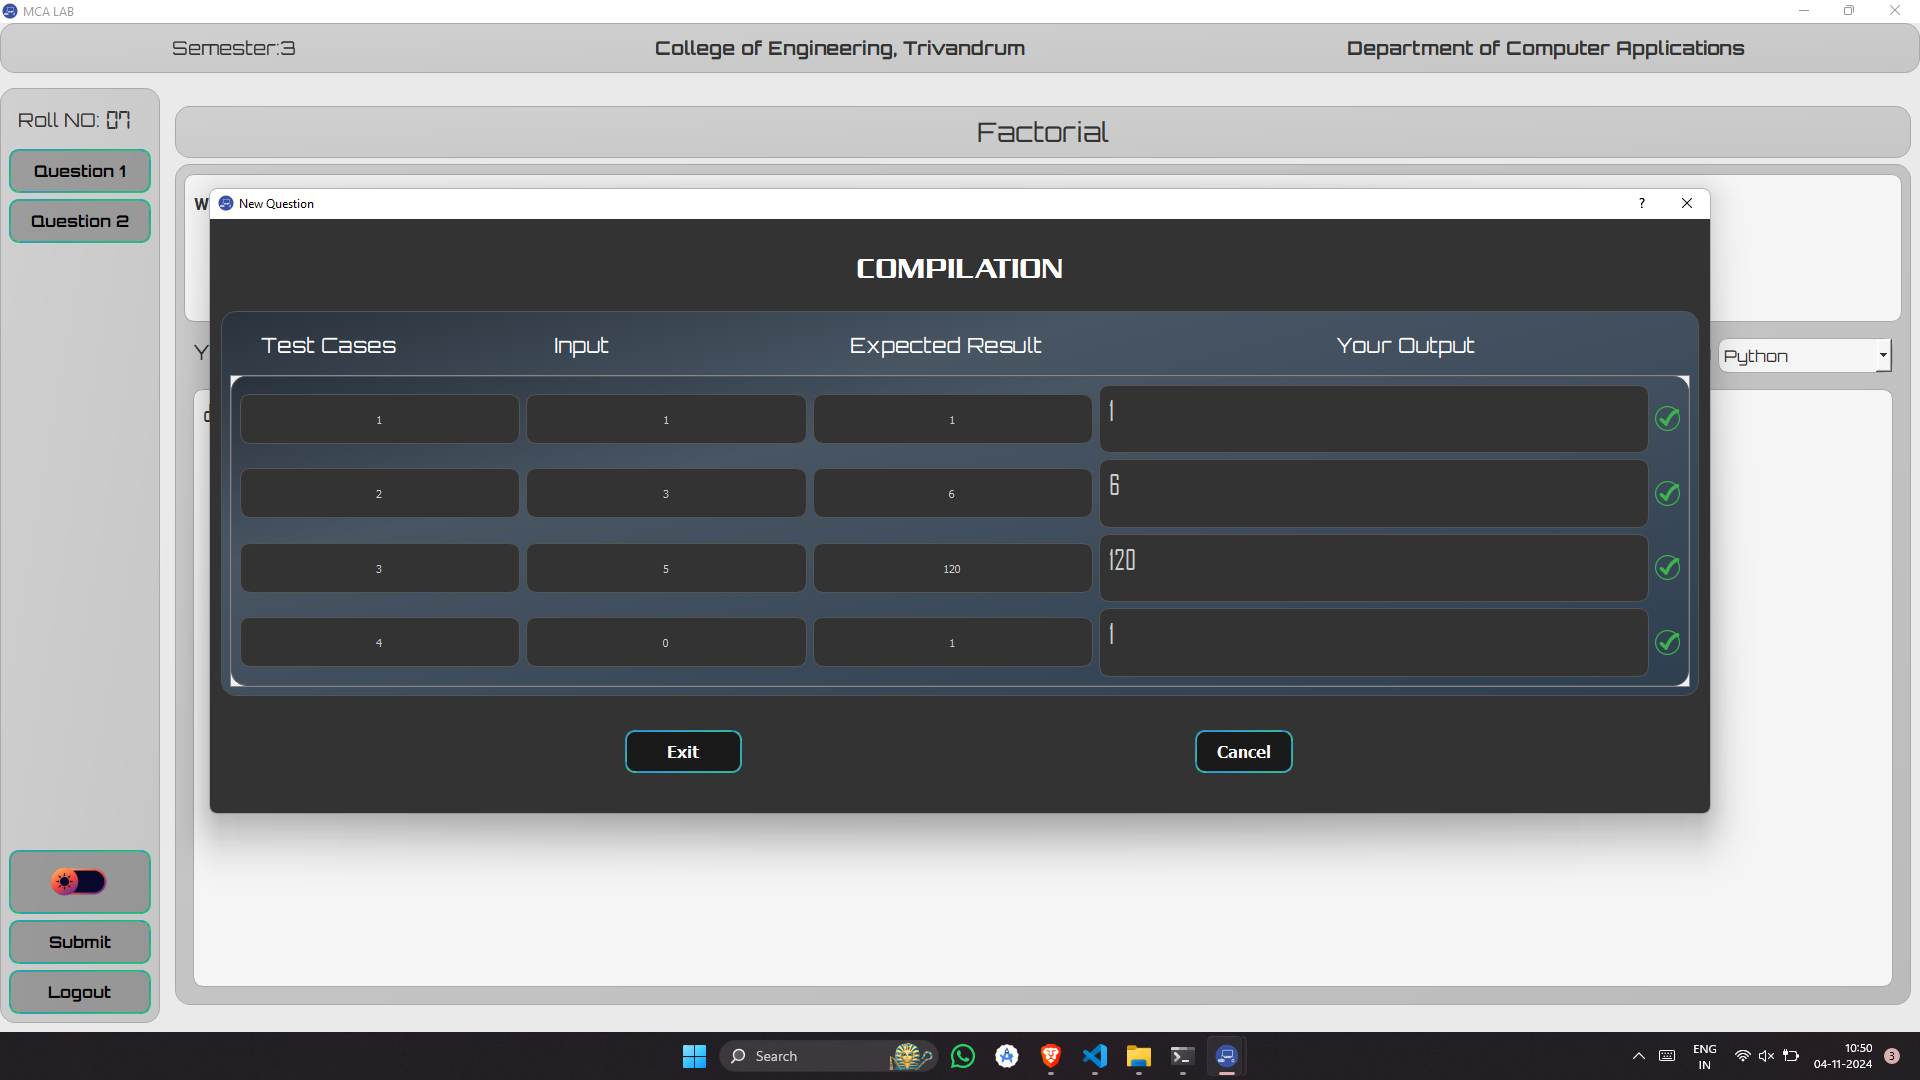 MCA LAB
Semester:3 College of Engineering, Trivandrum Department of Computer Applications
Roll NO: 07
Factorial
Question 1
Question 2
W
New Question
?
COMPILATION
Test Cases Input Expected Result Your Output
Y
Python
1 1 1 1
2 3 6 6
3 5 120 120
4 0 1 1
Exit Cancel
Submit
Logout
Search
ENG
IN
10:50
04-11-2024
3